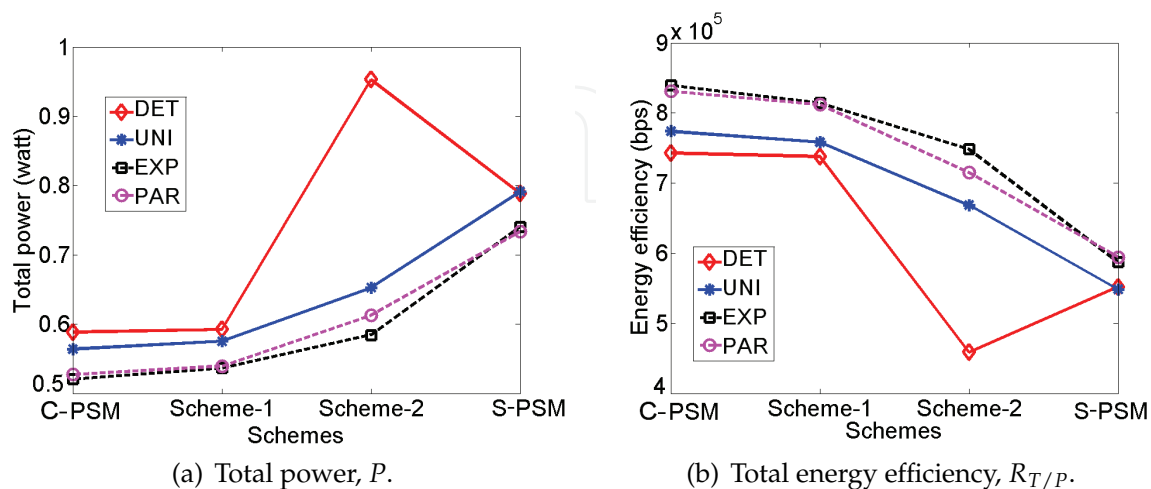 1
0.9
0.8
0.7
0.6
0.5
Total power (watt)
DET
UNI
EXP
PAR
C-PSM Scheme-1 Scheme-2 S-PSM
Schemes
(a) Total power, P.
9 x 10^5
8
7
6
5
4
Energy efficiency (bps)
DET
UNI
EXP
PAR
C-PSM Scheme-1 Scheme-2 S-PSM
Schemes
(b) Total energy efficiency, R_{T/P}.